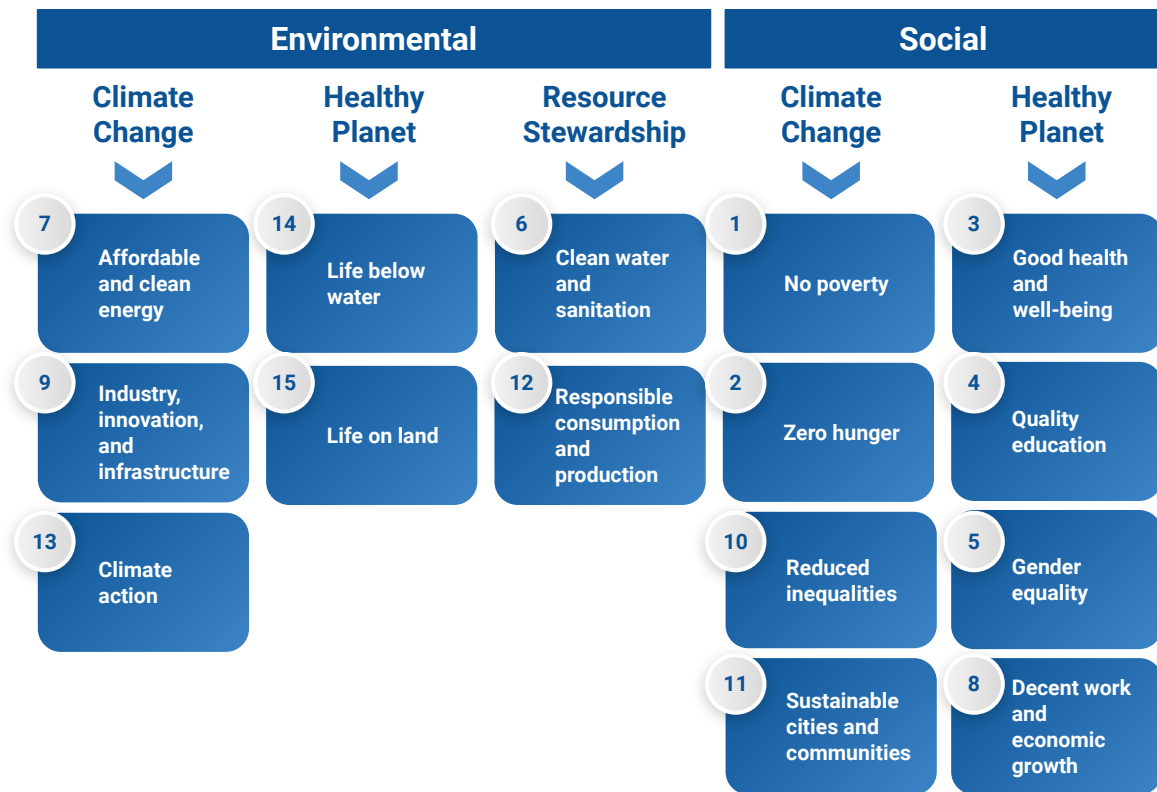 Environmental
Social
Climate
Change
Healthy
Planet
Resource
Stewardship
Climate
Change
Healthy
Planet
7
Affordable
and clean
energy
14
Life below
water
6
Clean water
and
sanitation
1
No poverty
3
Good health
and
well-being
9
Industry,
innovation,
and
infrastructure
15
Life on land
12
Responsible
consumption
and
production
2
Zero hunger
4
Quality
education
13
Climate
action
10
Reduced
inequalities
5
Gender
equality
11
Sustainable
cities and
communities
8
Decent work
and
economic
growth